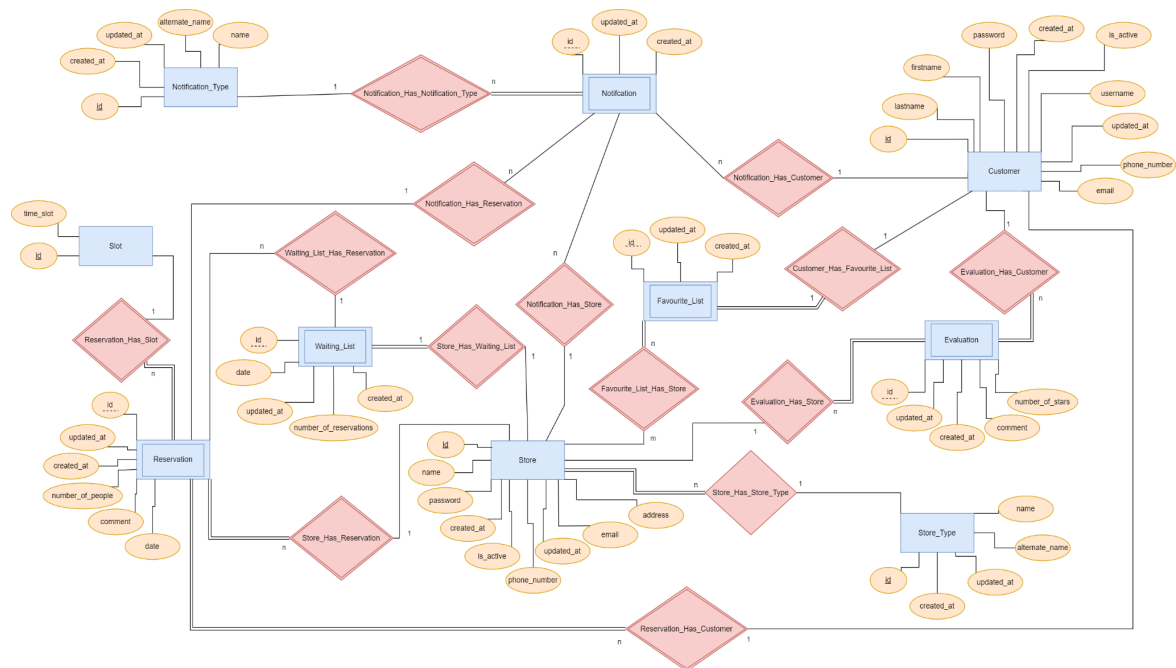 alternate_name
updated_at
name
created_at
id
Notification_Type
1
Notification_Has_Notification_Type
n
id
updated_at
created_at
Notifcation
password
created_at
is_active
firstname
lastname
id
username
updated_at
phone_number
email
Customer
n
Notification_Has_Customer
1
1
Notification_Has_Reservation
n
time_slot
id
Slot
1
Reservation_Has_Slot
n
n
Waiting_List_Has_Reservation
1
n
Notification_Has_Store
1
id
updated_at
created_at
Favourite_List
1
Customer_Has_Favourite_List
1
1
Evaluation_Has_Customer
n
id
date
updated_at
number_of_reservations
created_at
Waiting_List
1
Store_Has_Waiting_List
1
n
Favourite_List_Has_Store
m
Evaluation
id
updated_at
created_at
comment
number_of_stars
n
Evaluation_Has_Store
1
id
updated_at
created_at
number_of_people
comment
date
Reservation
n
Store_Has_Reservation
1
id
name
password
created_at
is_active
phone_number
updated_at
email
address
Store
n
Store_Has_Store_Type
1
Store_Type
name
alternate_name
updated_at
created_at
id
n
Reservation_Has_Customer
1